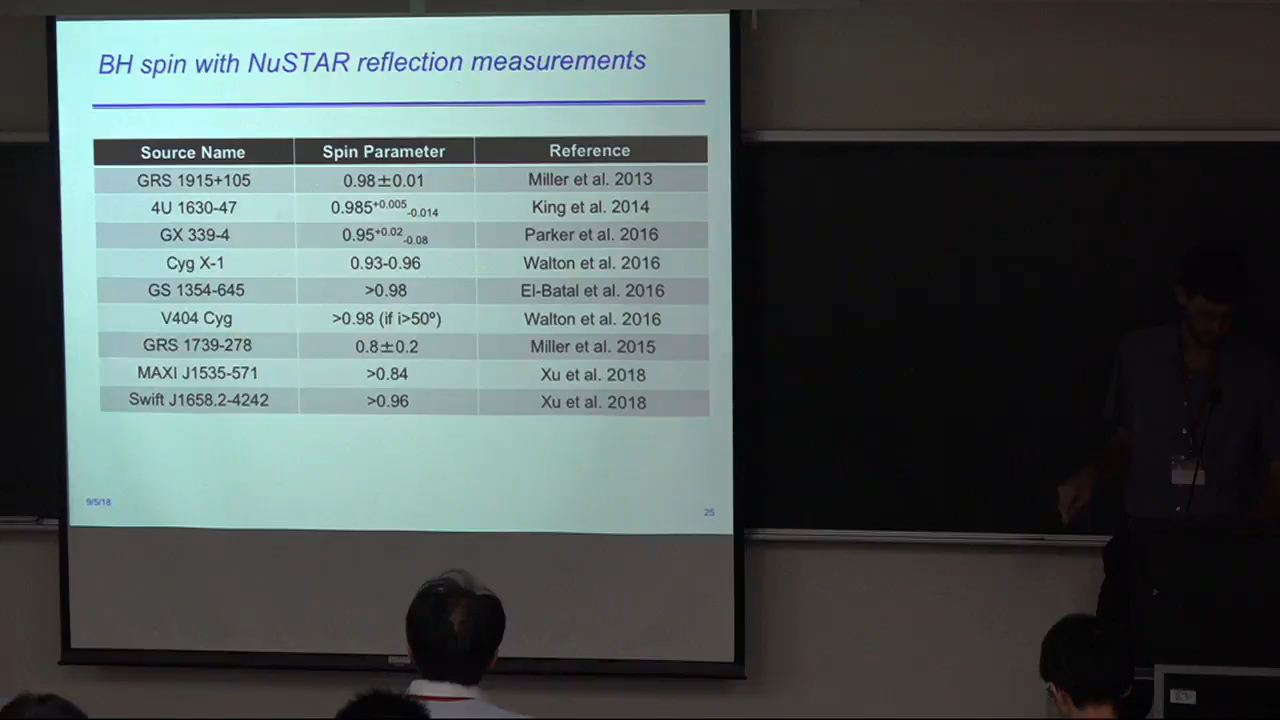 BH spin with NuSTAR reflection measurements
Source Name Spin Parameter Reference
GRS 1915+105 0.98±0.01 Miller et al. 2013
4U 1630-47 0.985+0.005-0.014 King et al. 2014
GX 339-4 0.95+0.02-0.08 Parker et al. 2016
Cyg X-1 0.93-0.96 Walton et al. 2016
GS 1354-645 >0.98 El-Batal et al. 2016
V404 Cyg >0.98 (if i>50º) Walton et al. 2016
GRS 1739-278 0.8±0.2 Miller et al. 2015
MAXI J1535-571 >0.84 Xu et al. 2018
Swift J1658.2-4242 >0.96 Xu et al. 2018
9/5/18 25